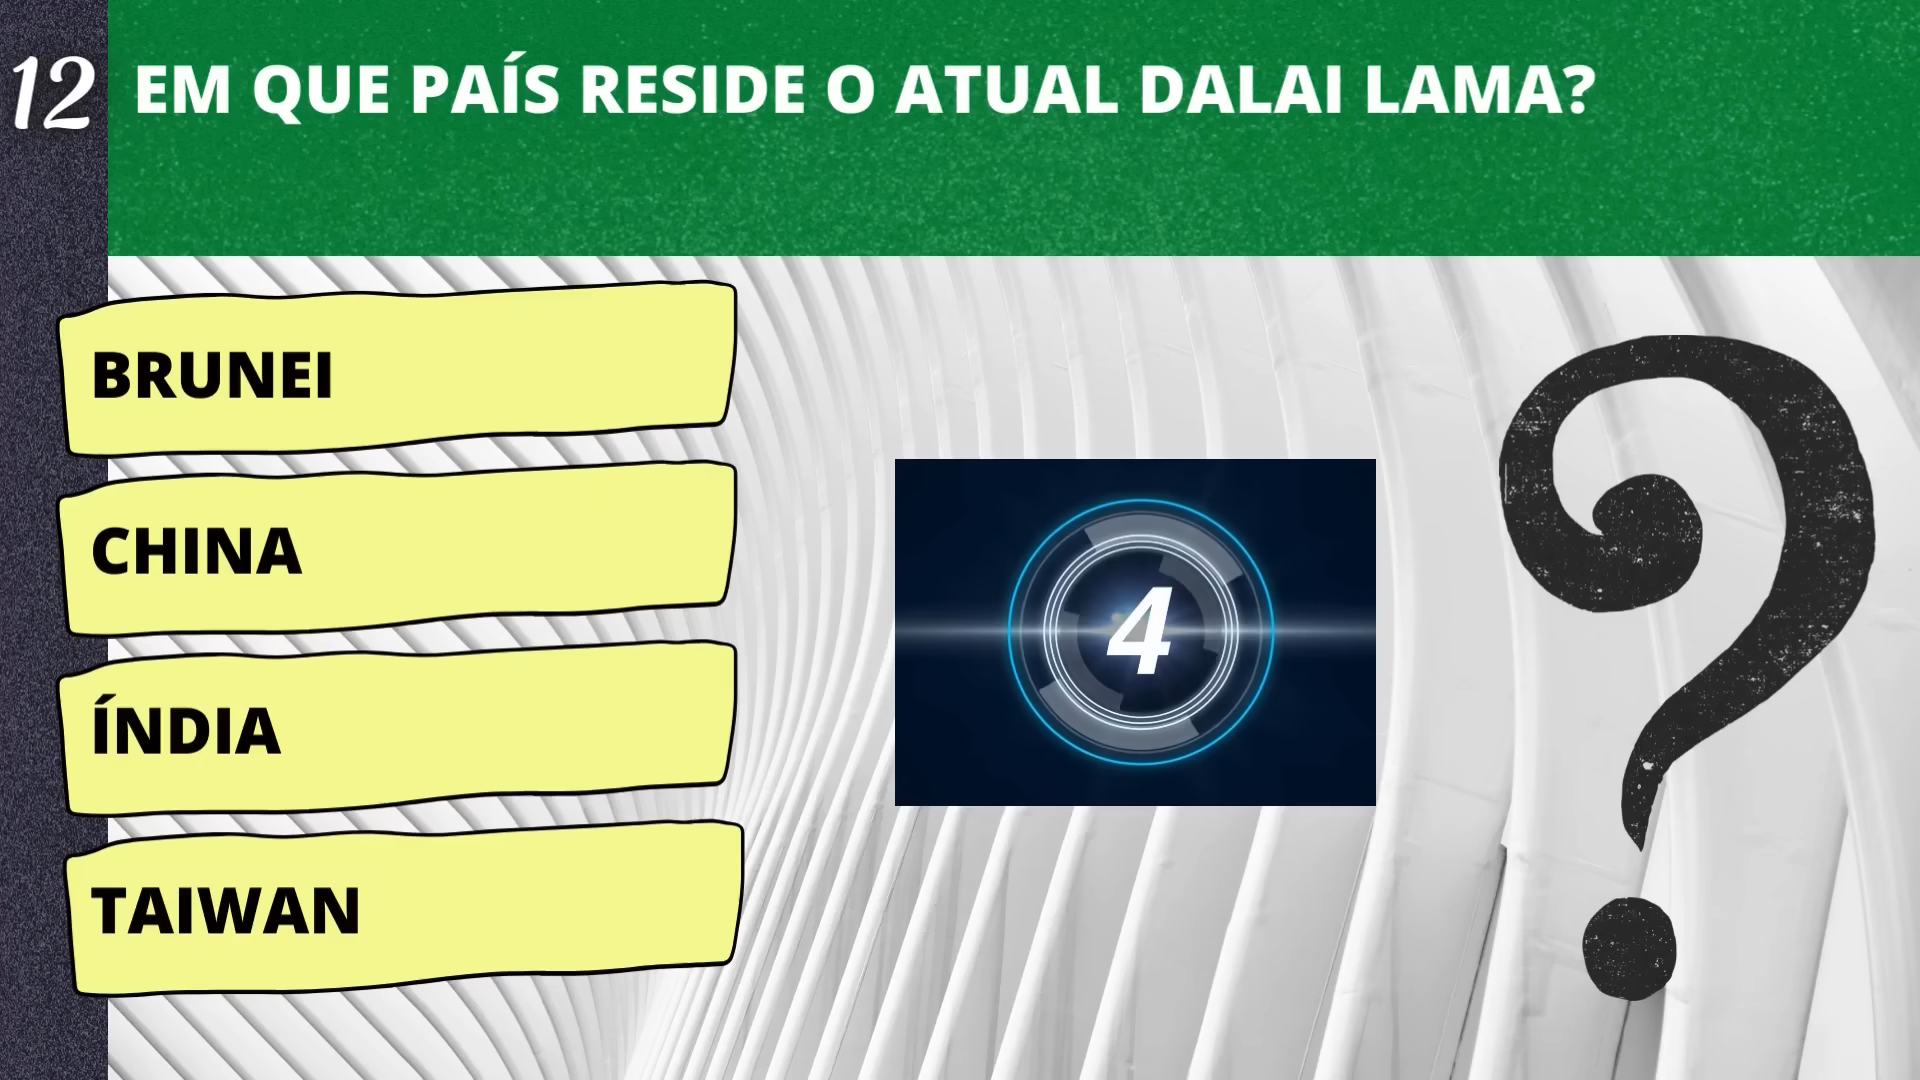 12
EM QUE PAÍS RESIDE O ATUAL DALAI LAMA?
BRUNEI
CHINA
ÍNDIA
TAIWAN
4
?